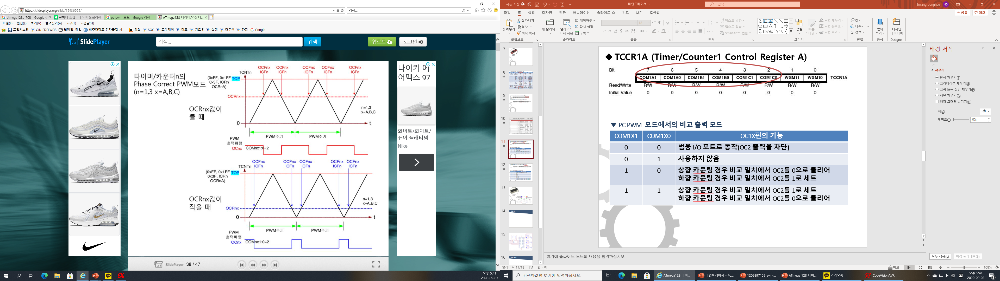 https://slidesplayer.org/slide/15436965/
검색...
atmega128a-70B - Google 검색
핀헤더 소켓 : 네이버 통합검색
pc pwm 모드 - Google 검색
ATmega128 타이머/카운터...
파일(F) 편집(E) 보기(V) 즐겨찾기(A) 도구(T) 도움말(H)
포털시스템 CJU-EDELWEIS 웹메일 메일 청주대학교 전자출결 시... 강의 SOC 로봇제어 마프 윈도우 실험 러문산 관광 Google
SlidePlayer
검색...
검색
업로드
로그인
타이머/카운터n의
Phase Correct PWM모드
(n=1,3 x=A,B,C)
OCFnx OCFnx OCFnx OCFnx OCFnx
TCNTn ICFn ICFn ICFn ICFn ICFn
(0xFF, 0x1FF TOP
0x3F, ICRn
OCRnA)
OCRnx
OCRnx값이
클 때
n=1,3
x=A,B,C
0
t
PWM주기 PWM주기
PWM
출력파형
OCnx
COMnx1:0=2
OCFnx OCFnx OCFnx OCFnx OCFnx
TCNTn ICFn ICFn ICFn ICFn ICFn
(0xFF, 0x1FF TOP
0x3F, ICRn
OCRnA)
OCRnx값이
작을 때
n=1,3
x=A,B,C
OCRnx
0
t
PWM주기 PWM주기
PWM
출력파형
OCnx
COMnx1:0=2
SlidePlayer 38 / 47
나이키 에
어맥스 97
화이트/화이트/
퓨어 플래티넘
Nike
오후 5:41
2020-09-03
자동 저장
라인트레이서
검색
hwang donghee HD
파일 홈 삽입 디자인 전환 애니메이션 슬라이드 쇼 검토 보기 도움말
공유 메모
붙여넣기
잘라내기
복사
서식 복사
클립보드
새 슬라이드
슬라이드 다시 사용
레이아웃
다시 설정
구역
슬라이드
18
글꼴
텍스트 방향
텍스트 맞춤
SmartArt로 변환
단락
정렬
빠른 스타일
도형 채우기
도형 윤곽선
도형 효과
그리기
찾기
바꾸기
선택
편집
받아쓰기
음성
디자인 아이디어
Designer
7
8
9
10
11
12
13
14
15
16
◆ TCCR1A (Timer/Counter1 Control Register A)
Bit 7 6 5 4 3 2 1 0
COM1A1 COM1A0 COM1B1 COM1B0 COM1C1 COM1C0 WGM11 WGM10 TCCR1A
Read/Write R/W R/W R/W R/W R/W R/W R/W R/W
Initial Value 0 0 0 0 0 0 0 0
▼ PC PWM 모드에서의 비교 출력 모드
COM1X1 COM1X0 OC1X핀의 기능
0 0 범용 I/O 포트로 동작(OC2 출력을 차단)
0 1 사용하지 않음
1 0 상향 카운팅 경우 비교 일치에서 OC2를 0으로 클리어
하향 카운팅 경우 비교 일치에서 OC2를 1로 세트
1 1 상향 카운팅 경우 비교 일치에서 OC2를 1로 세트
하향 카운팅 경우 비교 일치에서 OC2를 0으로 클리어
여기에 슬라이드 노트의 내용을 입력하십시오
배경 서식
채우기
단색 채우기(S)
그라데이션 채우기(G)
그림 또는 질감 채우기(P)
패턴 채우기(A)
배경 그래픽 숨기기(H)
색(C)
투명도(T) 0%
모두 적용(L) 배경 원래대로(B)
슬라이드 11/18 한국어
메모
108%
검색하려면 여기에 입력하십시오.
ATmega128 타이...
라인트레이서 - Po...
1209897159_avr_-...
ATmega 128 타이...
카카오톡
CodeVisionAVR
오후 5:41
2020-09-03